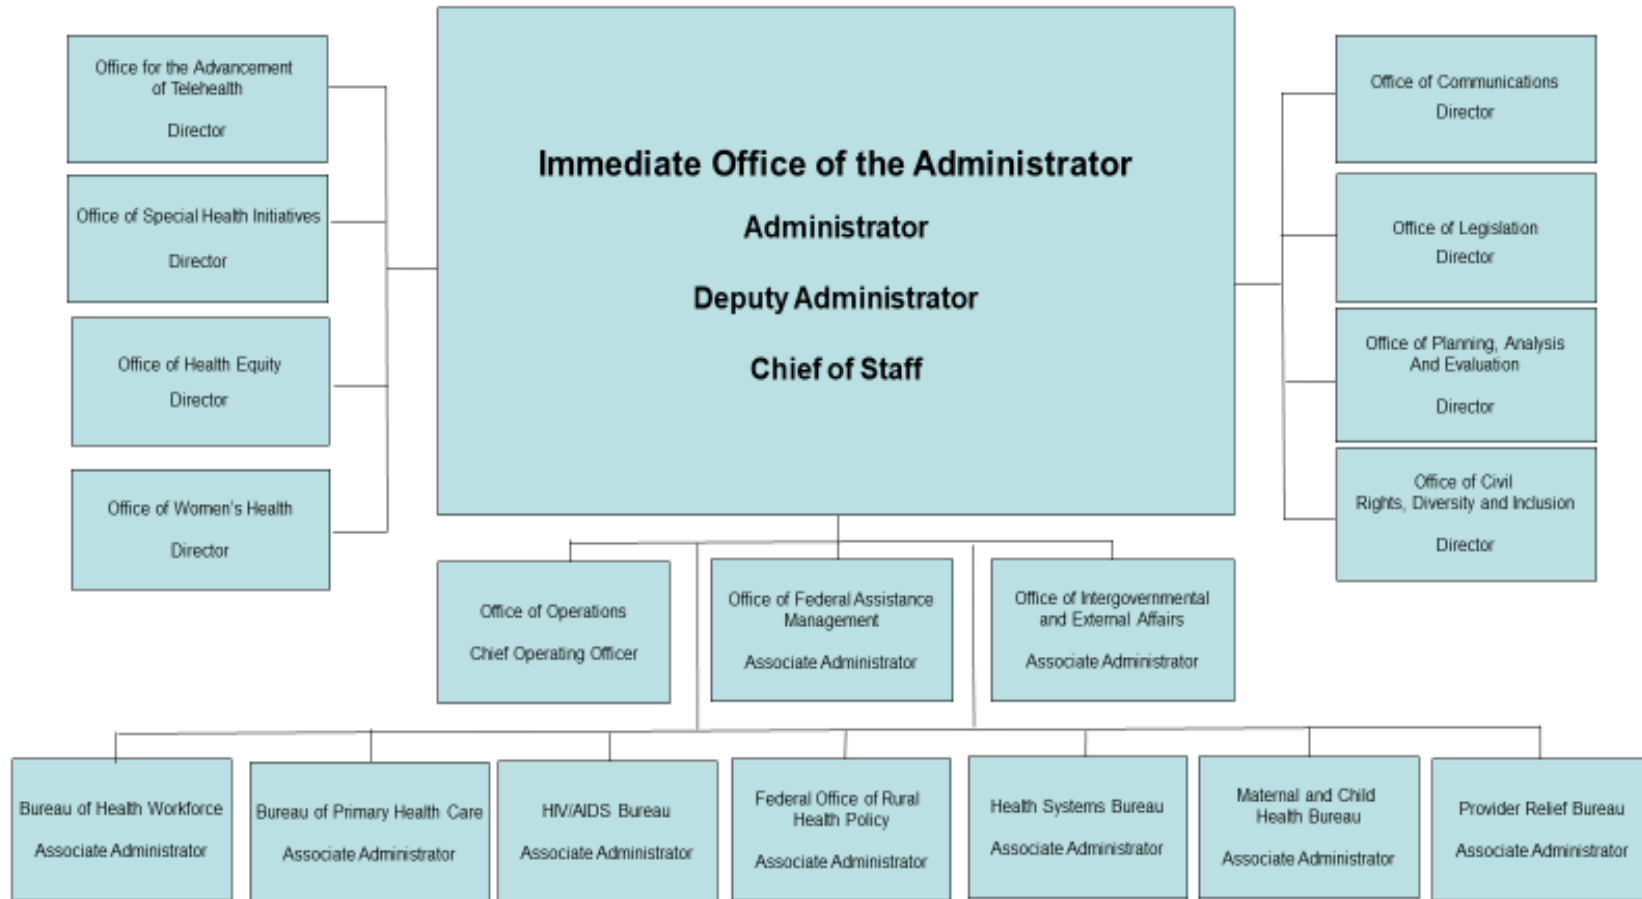 Immediate Office of the Administrator
Administrator
Deputy Administrator
Chief of Staff
Office for the Advancement
of Telehealth
Director
Office of Special Health Initiatives
Director
Office of Health Equity
Director
Office of Women's Health
Director
Office of Communications
Director
Office of Legislation
Director
Office of Planning, Analysis
And Evaluation
Director
Office of Civil
Rights, Diversity and Inclusion
Director
Office of Operations
Chief Operating Officer
Office of Federal Assistance
Management
Associate Administrator
Office of Intergovernmental
and External Affairs
Associate Administrator
Bureau of Health Workforce
Associate Administrator
Bureau of Primary Health Care
Associate Administrator
HIV/AIDS Bureau
Associate Administrator
Federal Office of Rural
Health Policy
Associate Administrator
Health Systems Bureau
Associate Administrator
Maternal and Child
Health Bureau
Associate Administrator
Provider Relief Bureau
Associate Administrator